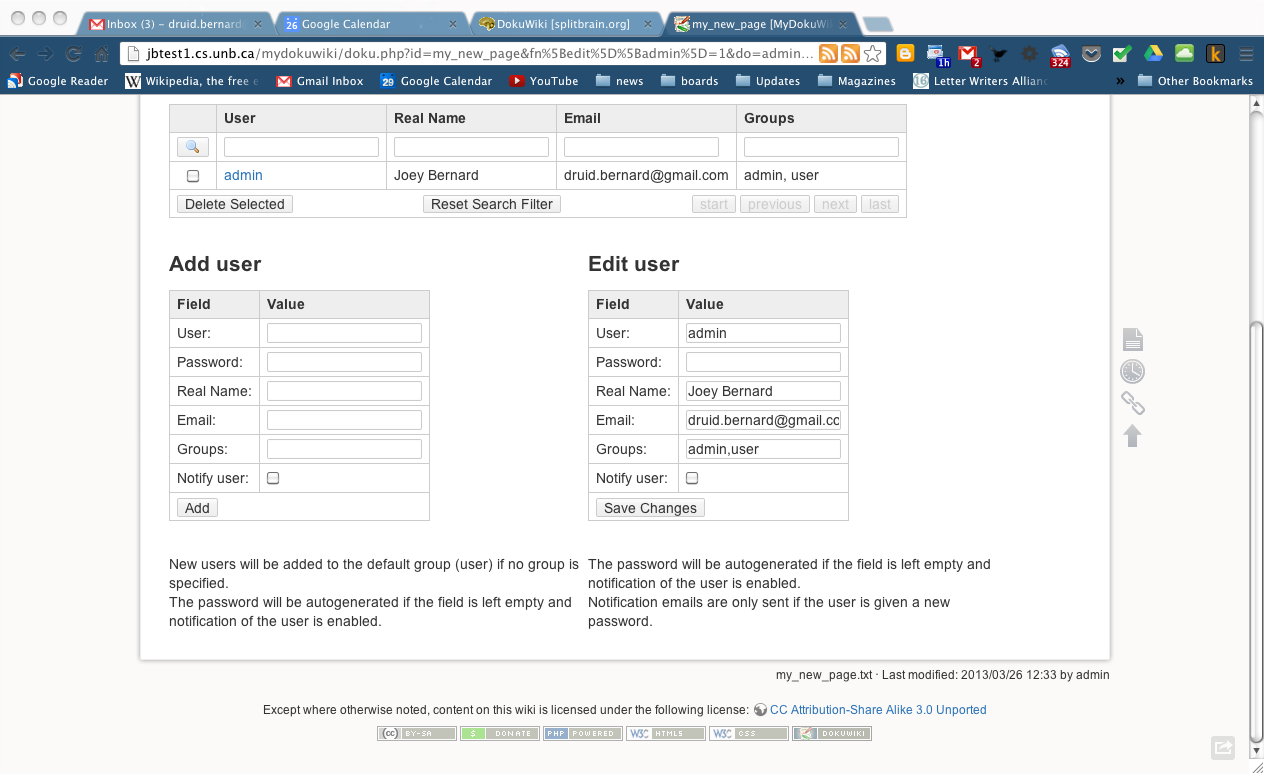 Inbox (3) - druid.bernard
Google Calendar
DokuWiki [splitbrain.org]
my_new_page [MyDokuWi
jbtest1.cs.unb.ca/mydokuwiki/doku.php?id=my_new_page&fn%5Bedit%5D%5Badmin%5D=1&do=admin...
1h
2
324
k
Google Reader
W Wikipedia, the free e
Gmail Inbox
29 Google Calendar
YouTube
news
boards
Updates
Magazines
Letter Writers Allianc
»
Other Bookmarks
User Real Name Email Groups
admin Joey Bernard druid.bernard@gmail.com admin, user
Delete Selected Reset Search Filter start previous next last
Add user
Field Value
User:
Password:
Real Name:
Email:
Groups:
Notify user:
Add
New users will be added to the default group (user) if no group is
specified.
The password will be autogenerated if the field is left empty and
notification of the user is enabled.
Edit user
Field Value
User: admin
Password:
Real Name: Joey Bernard
Email: druid.bernard@gmail.cc
Groups: admin,user
Notify user:
Save Changes
The password will be autogenerated if the field is left empty and
notification of the user is enabled.
Notification emails are only sent if the user is given a new
password.
my_new_page.txt · Last modified: 2013/03/26 12:33 by admin
Except where otherwise noted, content on this wiki is licensed under the following license: CC Attribution-Share Alike 3.0 Unported
(cc) BY-SA $ DONATE PHP POWERED W3C HTML5 W3C CSS DOKUWIKI